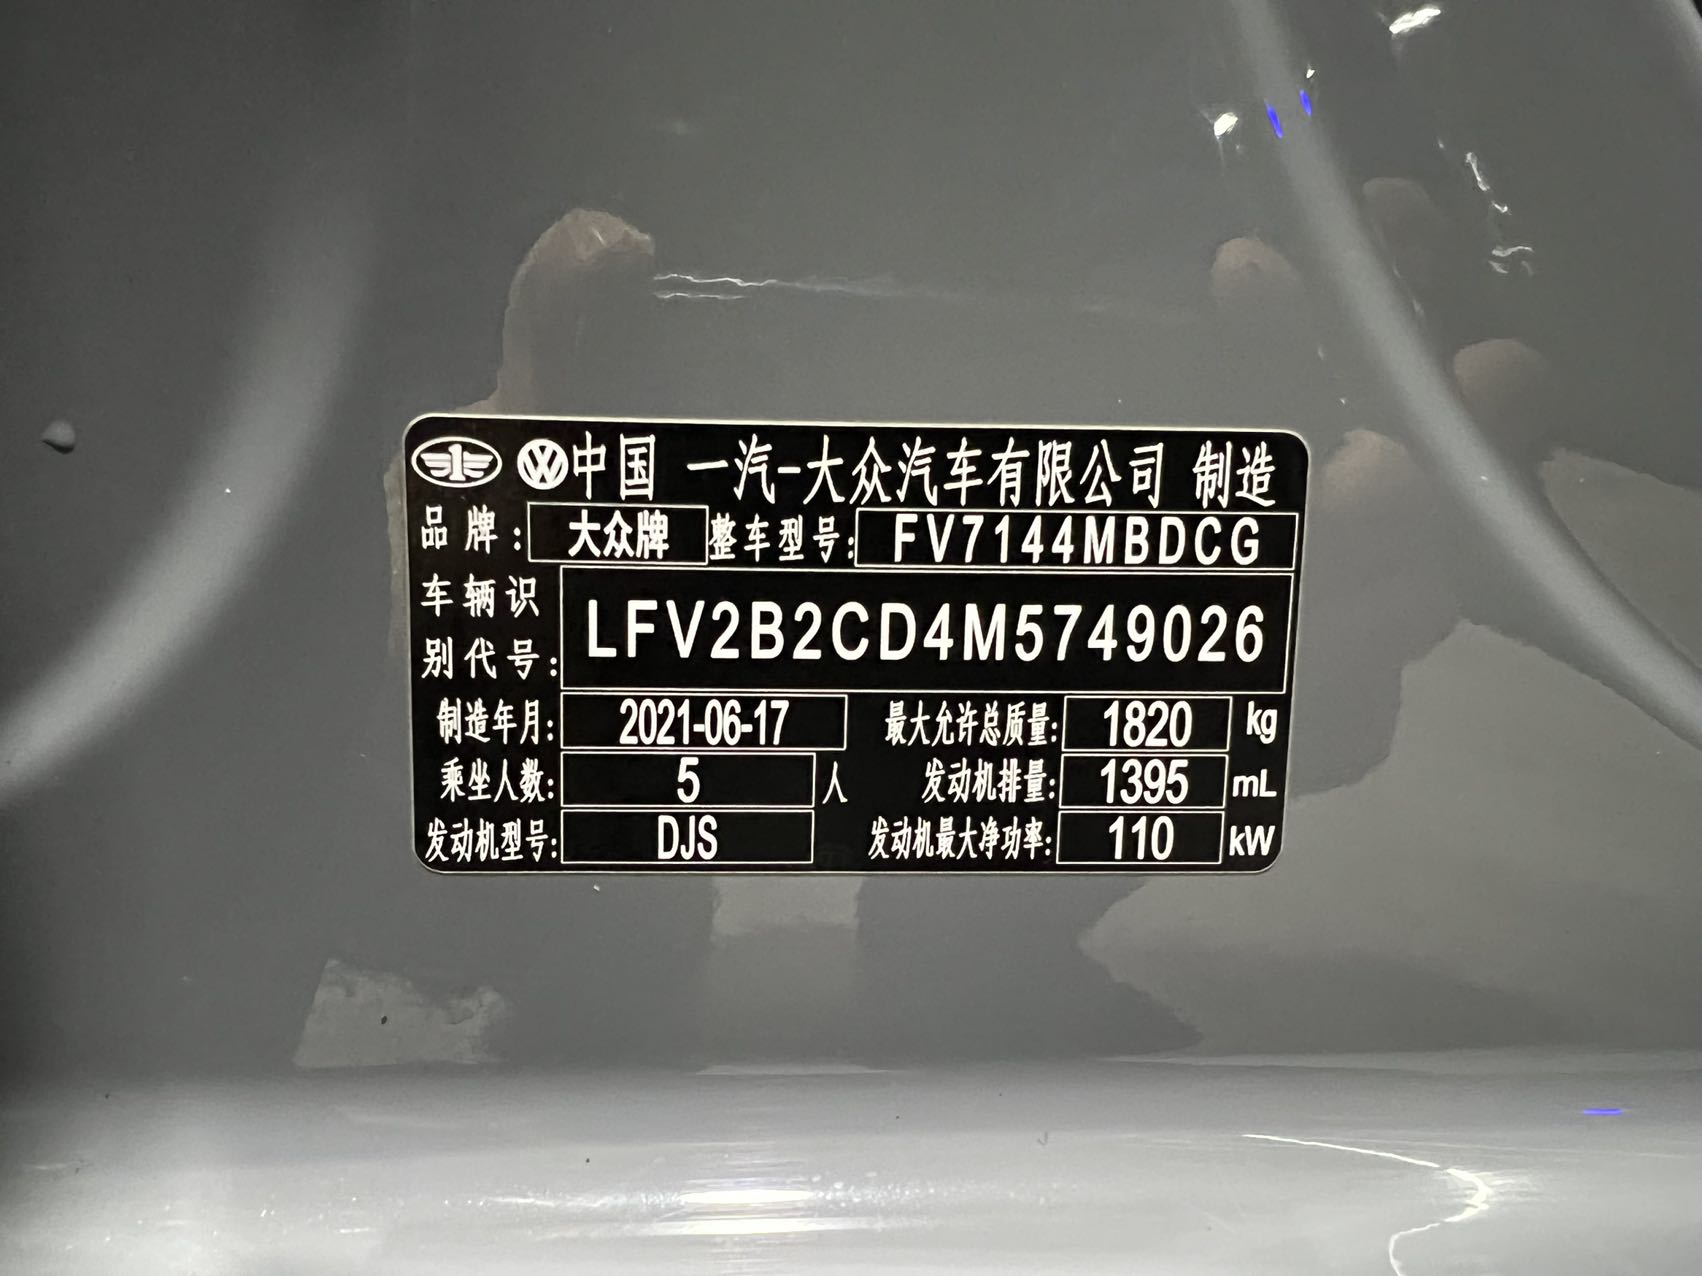 中国 一汽-大众汽车有限公司 制造
品牌: 大众牌 整车型号: FV7144MBDCG
车辆识别代号: LFV2B2CD4M5749026
制造年月: 2021-06-17 最大允许总质量: 1820 kg
乘坐人数: 5 人 发动机排量: 1395 mL
发动机型号: DJS 发动机最大净功率: 110 kW